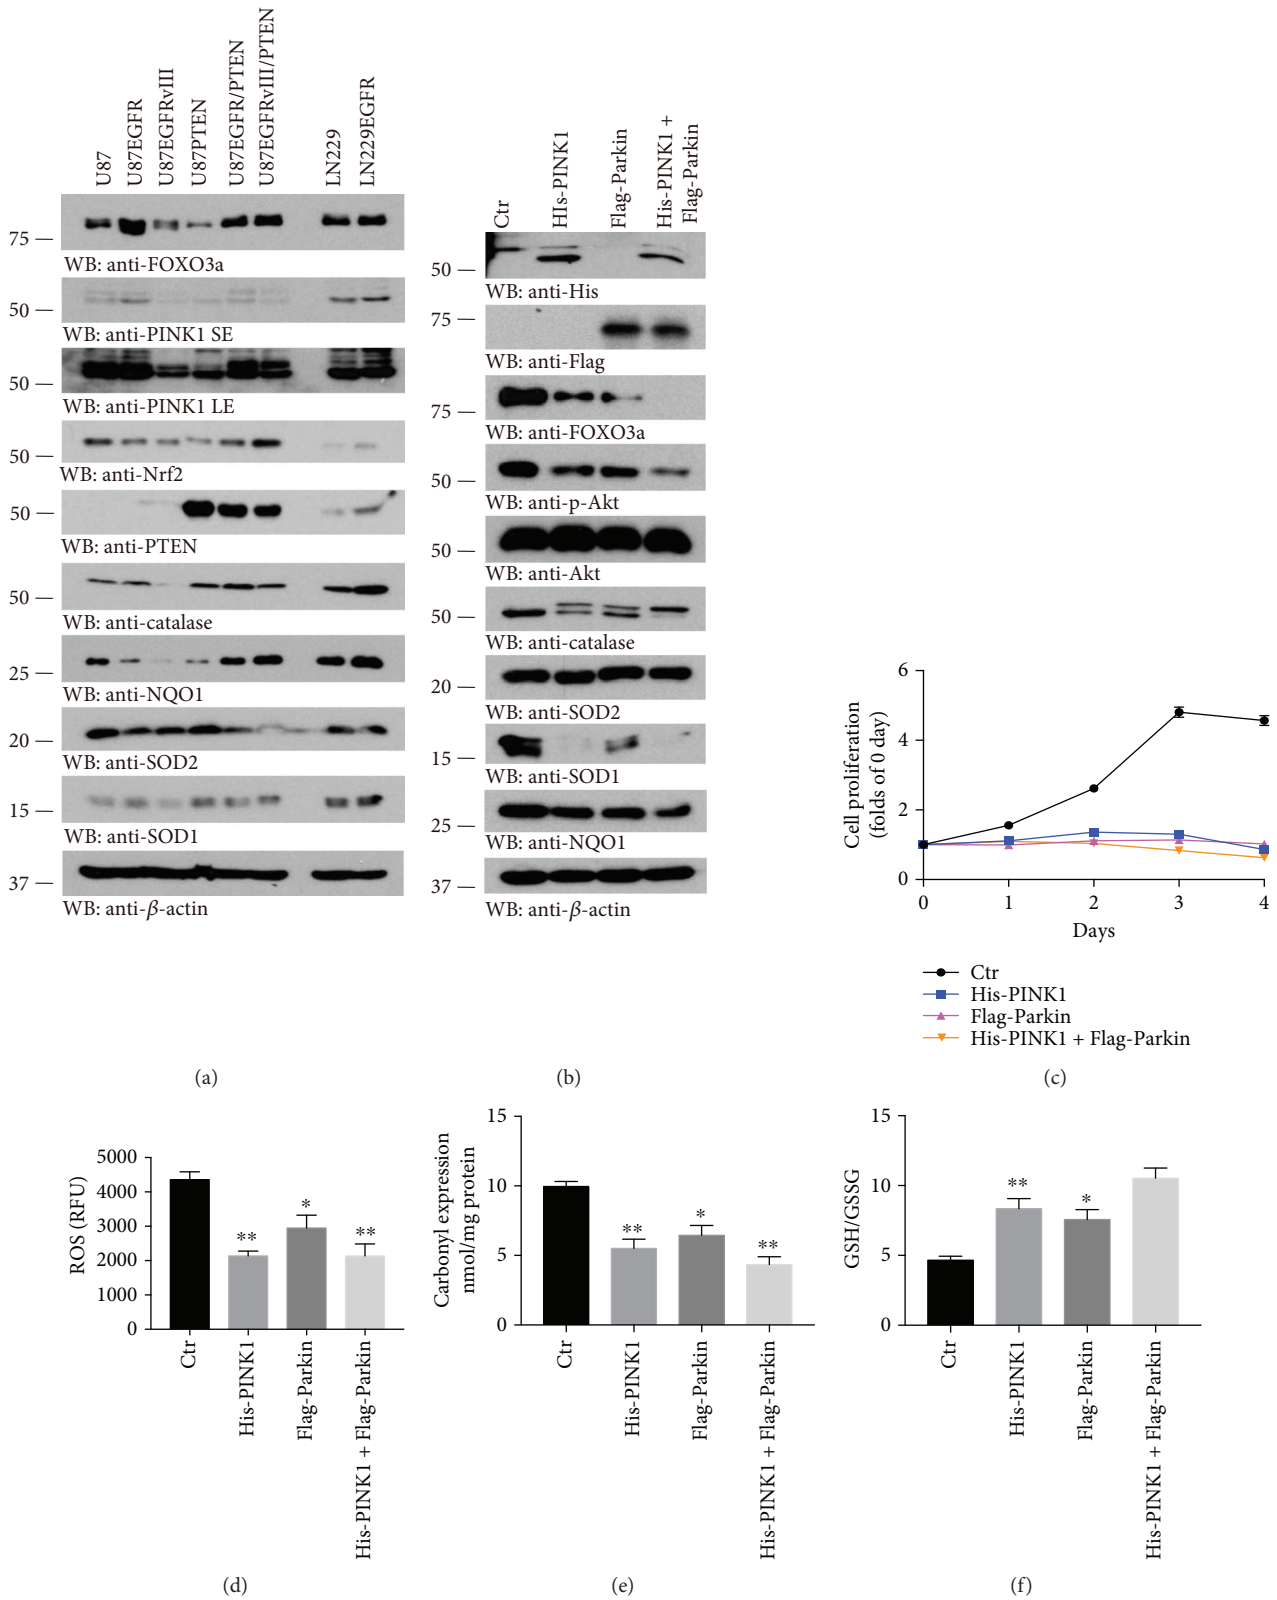 U87
U87EGFR
U87EGFRvIII
U87PTEN
U87EGFR/PTEN
U87EGFRvIII/PTEN
LN229
LN229EGFR
75
WB: anti-FOXO3a
50
WB: anti-PINK1 SE
50
WB: anti-PINK1 LE
50
WB: anti-Nrf2
50
WB: anti-PTEN
50
WB: anti-catalase
25
WB: anti-NQO1
20
WB: anti-SOD2
15
WB: anti-SOD1
37
WB: anti-β-actin
(a)
Ctr
HIs-PINK1
Flag-Parkin
His-PINK1 +
Flag-Parkin
50
WB: anti-His
75
WB: anti-Flag
75
WB: anti-FOXO3a
50
WB: anti-p-Akt
50
WB: anti-Akt
50
WB: anti-catalase
20
WB: anti-SOD2
15
WB: anti-SOD1
25
WB: anti-NQO1
37
WB: anti-β-actin
(b)
Cell proliferation
(folds of 0 day)
6
4
2
0
0 1 2 3 4
Days
Ctr
His-PINK1
Flag-Parkin
His-PINK1 + Flag-Parkin
(c)
ROS (RFU)
5000
4000
3000
2000
1000
0
**
*
**
Ctr
His-PINK1
Flag-Parkin
His-PINK1 + Flag-Parkin
(d)
Carbonyl expression
nmol/mg protein
15
10
5
0
**
*
**
Ctr
His-PINK1
Flag-Parkin
His-PINK1 + Flag-Parkin
(e)
GSH/GSSG
15
10
5
0
**
*
Ctr
His-PINK1
Flag-Parkin
His-PINK1 + Flag-Parkin
(f)